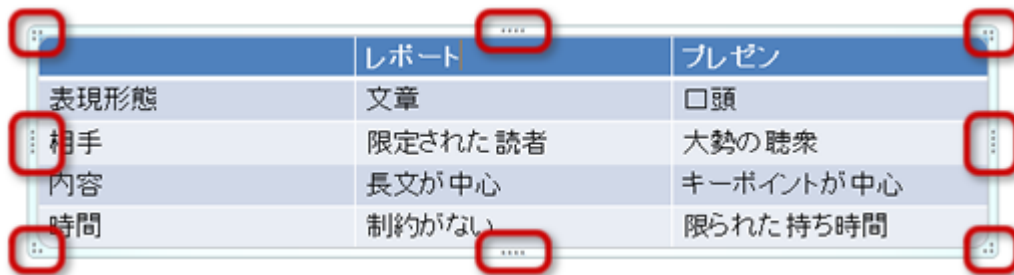 レポート プレゼン
表現形態 文章 口頭
相手 限定された読者 大勢の聴衆
内容 長文が中心 キーポイントが中心
時間 制約がない 限られた持ち時間